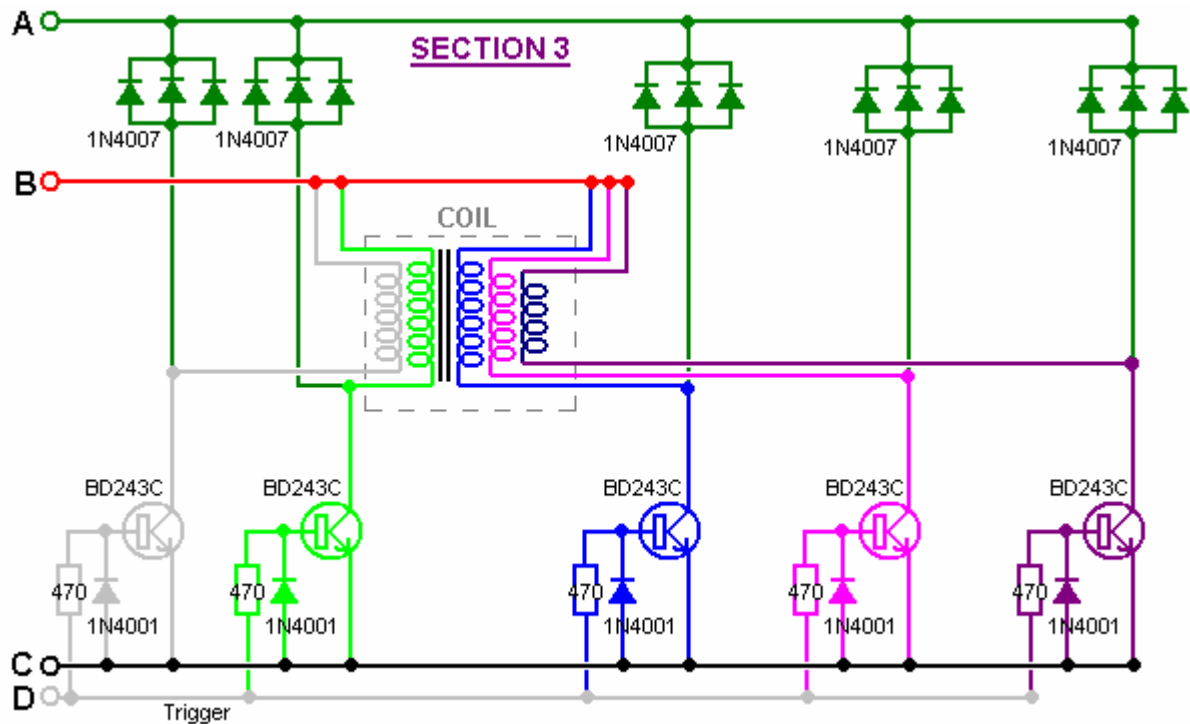 A
SECTION 3
1N4007
1N4007
1N4007
1N4007
1N4007
B
COIL
BD243C
BD243C
BD243C
BD243C
BD243C
470
470
470
470
470
1N4001
1N4001
1N4001
1N4001
1N4001
C
D
Trigger